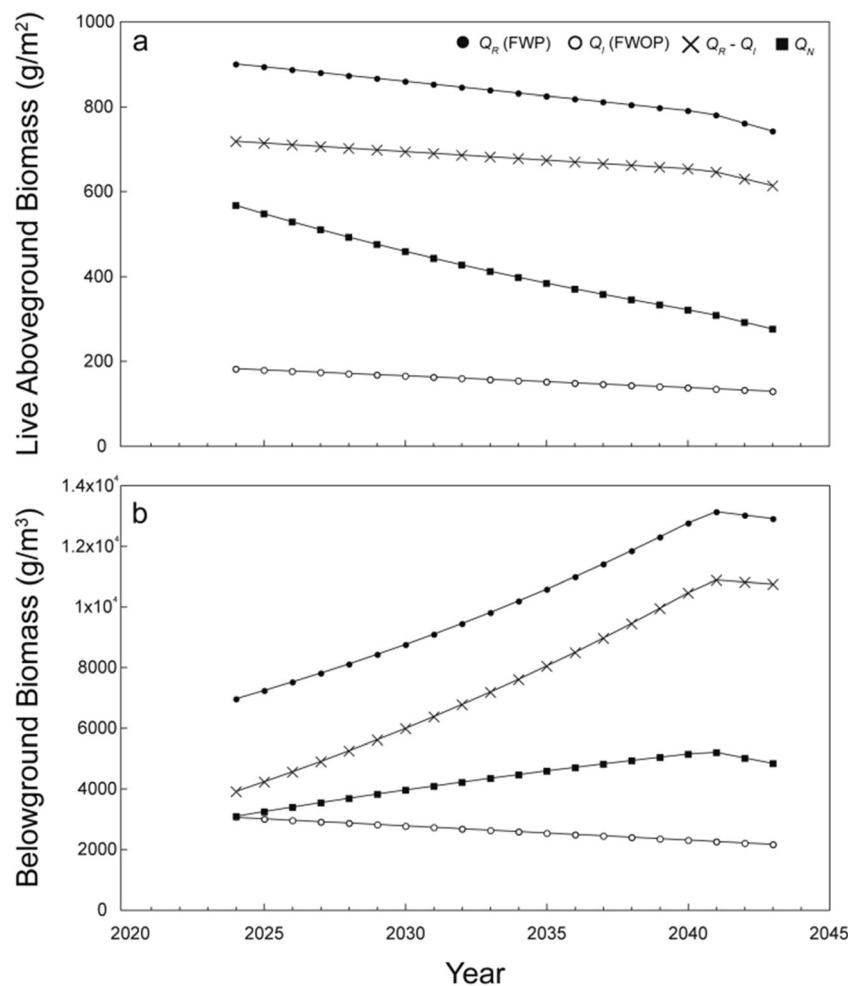 a
Q_R (FWP) Q_I (FWOP) Q_R - Q_I Q_N
Live Aboveground Biomass (g/m²)
1000
800
600
400
200
0
b
Belowground Biomass (g/m³)
1.4x10⁴
1.2x10⁴
1x10⁴
8000
6000
4000
2000
0
2020 2025 2030 2035 2040 2045
Year